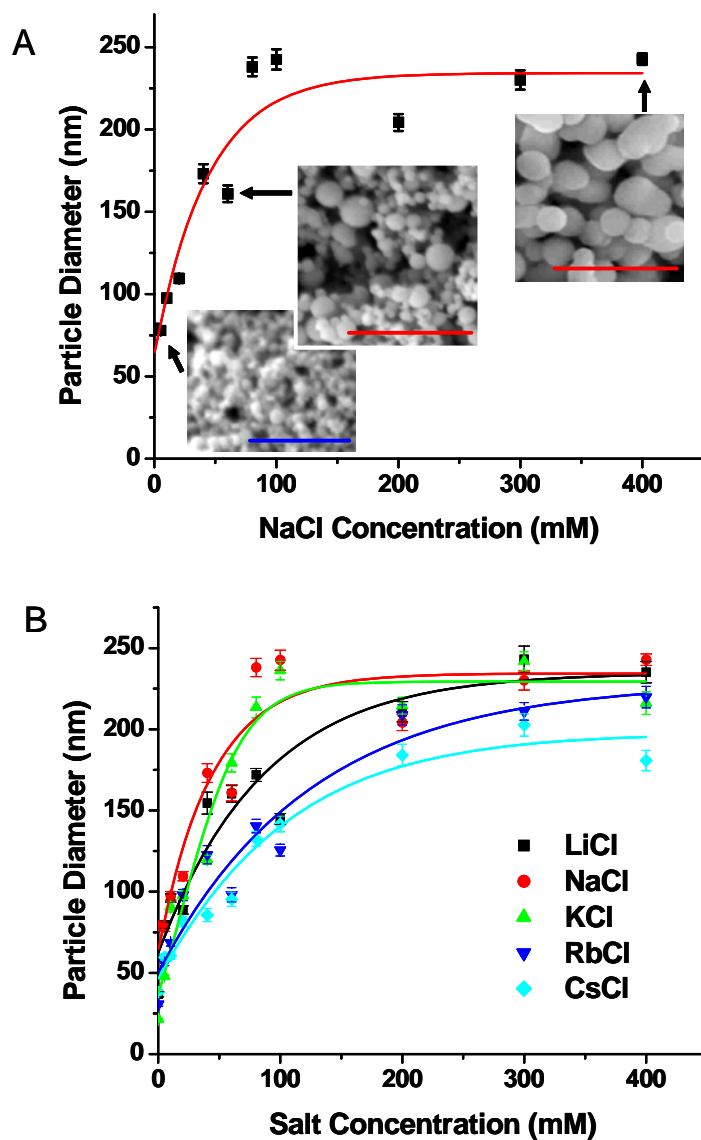 A
250
200
150
100
50
0
Particle Diameter (nm)
0 100 200 300 400
NaCl Concentration (mM)
B
250
200
150
100
50
0
Particle Diameter (nm)
LiCl
NaCl
KCl
RbCl
CsCl
0 100 200 300 400
Salt Concentration (mM)